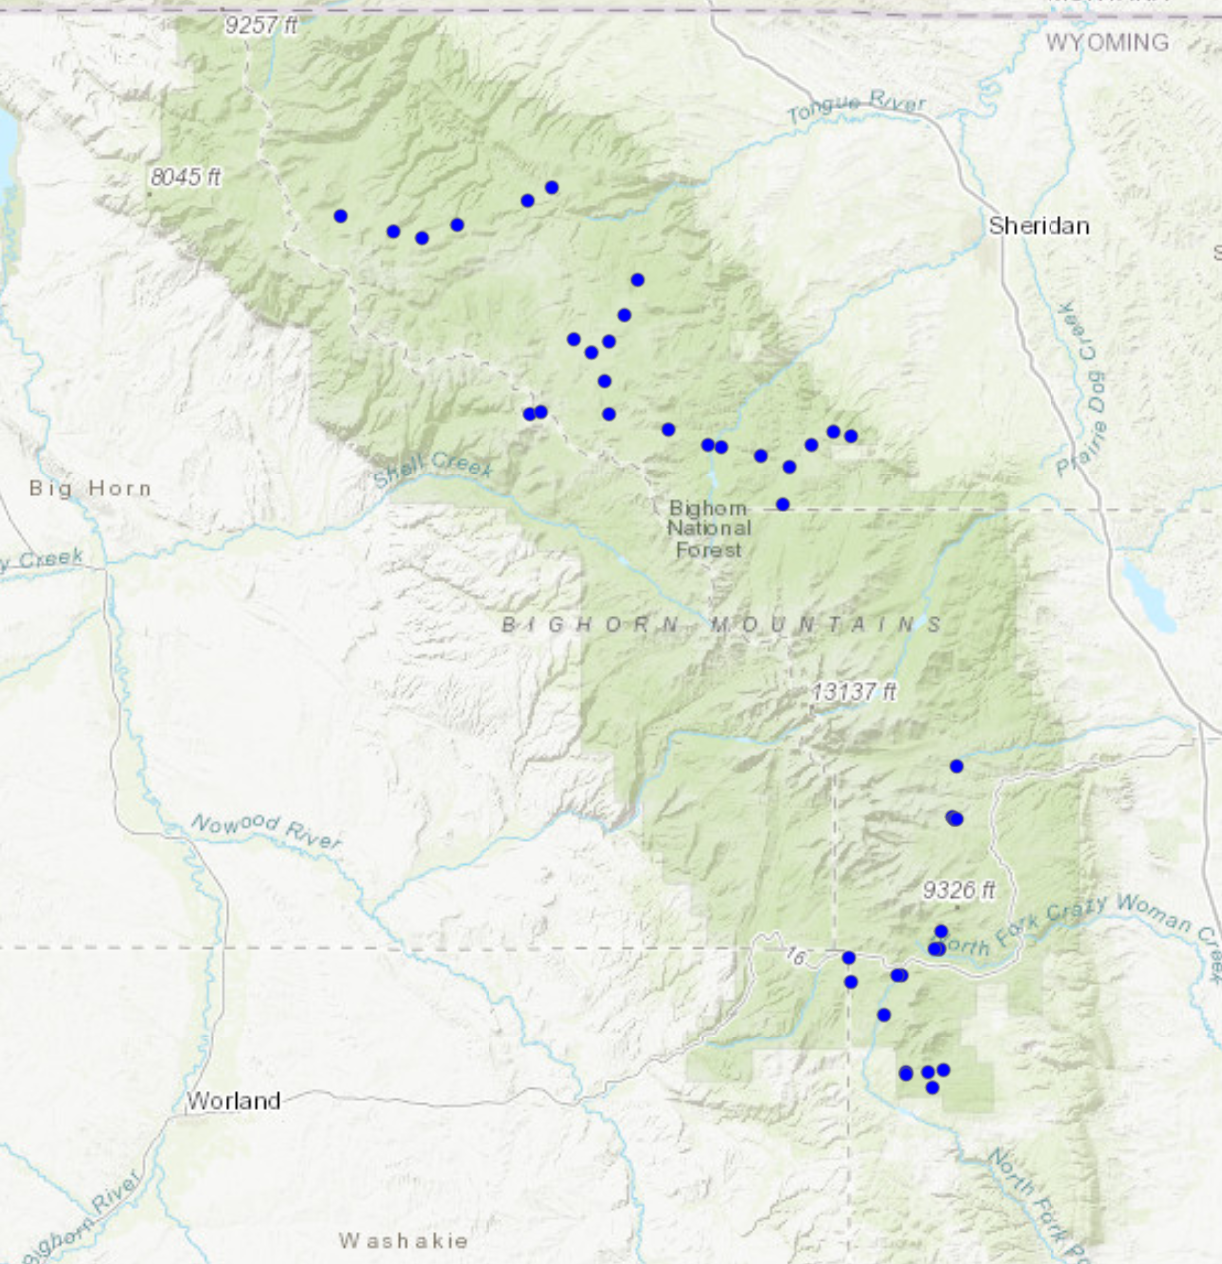 9257 ft
WYOMING
Tongue River
8045 ft
Sheridan
Prairie Dog Creek
Shell Creek
Big Horn
Bighorn
National
Forest
y Creek
BIGHORN MOUNTAINS
13137 ft
Nowood River
9326 ft
North Fork Crazy Woman Creek
16
Worland
North Fork Po
Bighorn River
Washakie